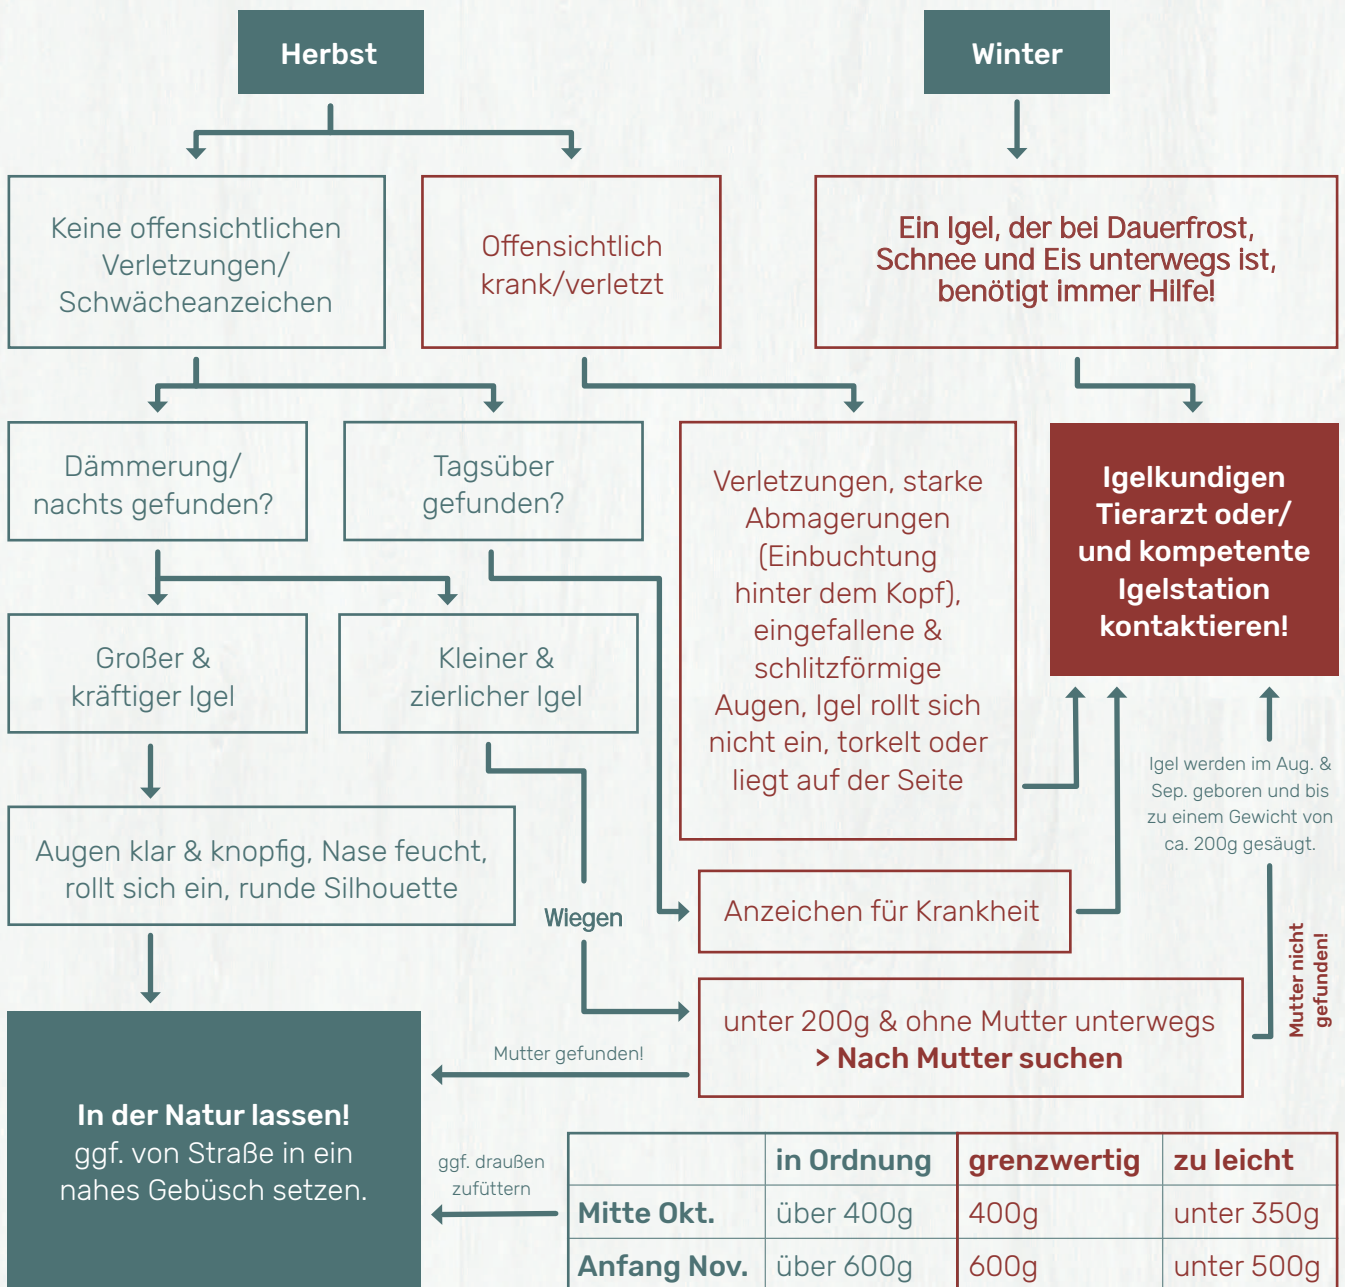 Herbst
Winter
Keine offensichtlichen
Verletzungen/
Schwächeanzeichen
Offensichtlich
krank/verletzt
Ein Igel, der bei Dauerfrost,
Schnee und Eis unterwegs ist,
benötigt immer Hilfe!
Dämmerung/
nachts gefunden?
Tagsüber
gefunden?
Verletzungen, starke
Abmagerungen
(Einbuchtung
hinter dem Kopf),
eingefallene &
schlitzförmige
Augen, Igel rollt sich
nicht ein, torkelt oder
liegt auf der Seite
Igelkundigen
Tierarzt oder/
und kompetente
Igelstation
kontaktieren!
Großer &
kräftiger Igel
Kleiner &
zierlicher Igel
Igel werden im Aug. &
Sep. geboren und bis
zu einem Gewicht von
ca. 200g gesäugt.
Augen klar & knopfig, Nase feucht,
rollt sich ein, runde Silhouette
Wiegen
Anzeichen für Krankheit
Mutter nicht
gefunden!
unter 200g & ohne Mutter unterwegs
> Nach Mutter suchen
Mutter gefunden!
In der Natur lassen!
ggf. von Straße in ein
nahes Gebüsch setzen.
ggf. draußen
zufüttern
in Ordnung grenzwertig zu leicht
Mitte Okt. über 400g 400g unter 350g
Anfang Nov. über 600g 600g unter 500g